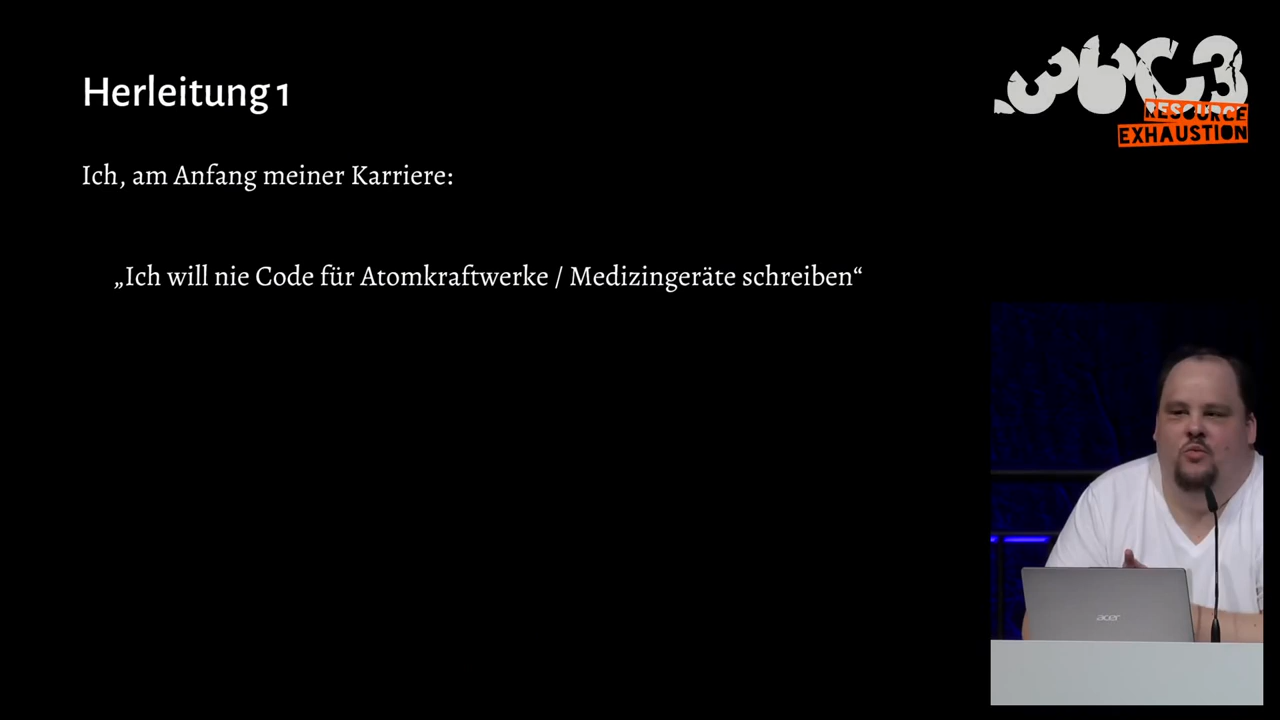 Herleitung 1
36C3
RESOURCE
EXHAUSTION
Ich, am Anfang meiner Karriere:
„Ich will nie Code für Atomkraftwerke / Medizingeräte schreiben“
acer